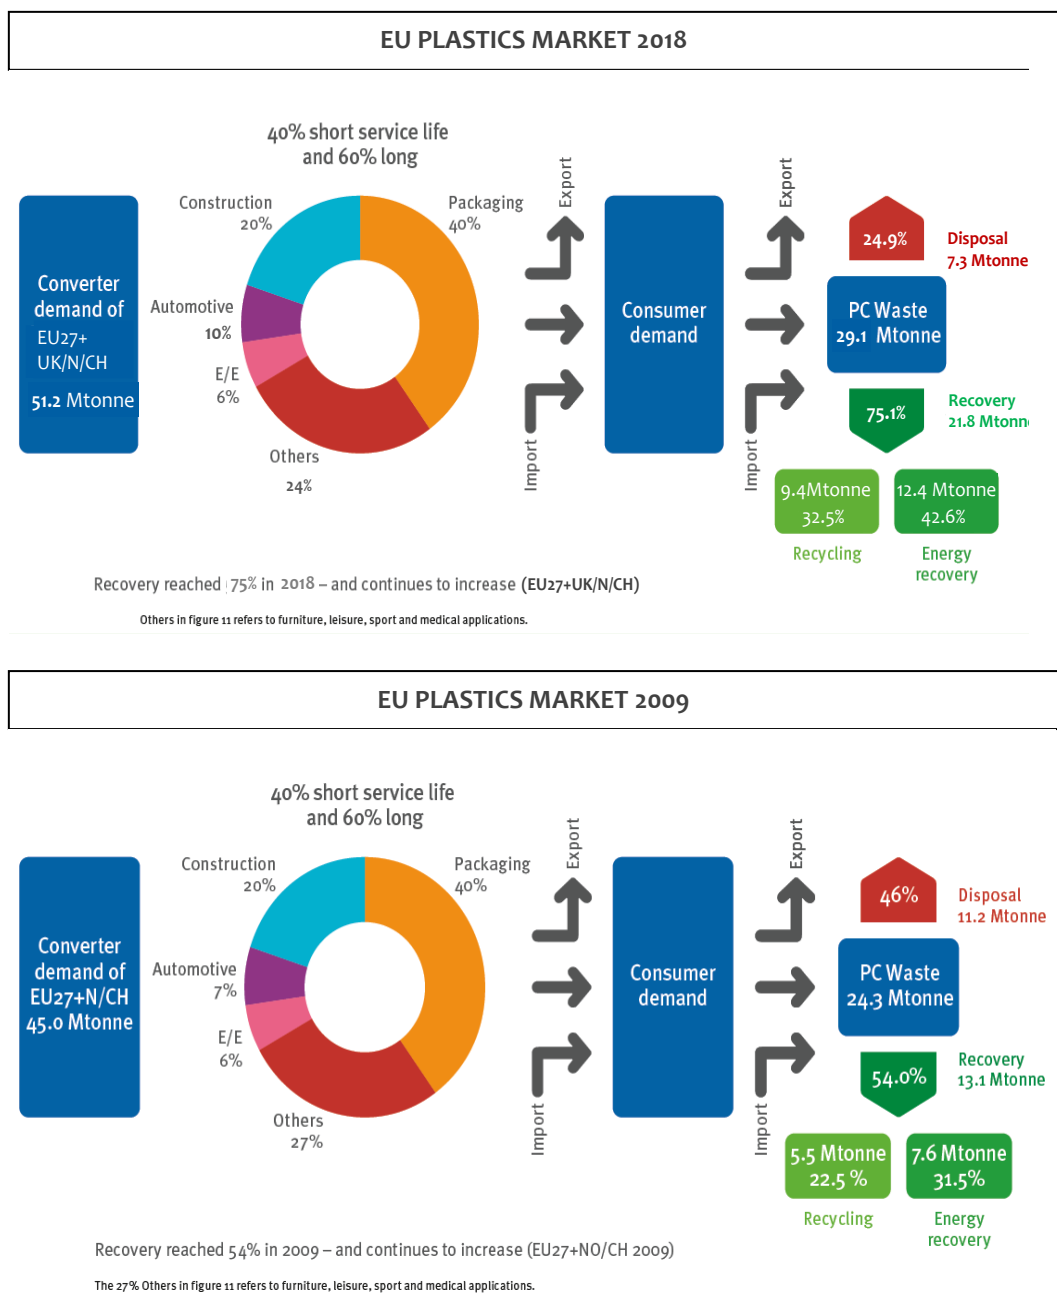 EU PLASTICS MARKET 2018
40% short service life
and 60% long
Converter
demand of
EU27+
UK/N/CH
51.2 Mtonne
Construction
20%
Packaging
40%
Automotive
10%
E/E
6%
Others
24%
Export
Import
Consumer
demand
Export
Import
24.9%
Disposal
7.3 Mtonne
PC Waste
29.1 Mtonne
75.1%
Recovery
21.8 Mtonn
9.4Mtonne
32.5%
Recycling
12.4 Mtonne
42.6%
Energy
recovery
Recovery reached 75% in 2018 – and continues to increase (EU27+UK/N/CH)
Others in figure 11 refers to furniture, leisure, sport and medical applications.
EU PLASTICS MARKET 2009
40% short service life
and 60% long
Converter
demand of
EU27+N/CH
45.0 Mtonne
Construction
20%
Packaging
40%
Automotive
7%
E/E
6%
Others
27%
Export
Import
Consumer
demand
Export
Import
46%
Disposal
11.2 Mtonne
PC Waste
24.3 Mtonne
54.0%
Recovery
13.1 Mtonne
5.5 Mtonne
22.5 %
Recycling
7.6 Mtonne
31.5%
Energy
recovery
Recovery reached 54% in 2009 – and continues to increase (EU27+NO/CH 2009)
The 27% Others in figure 11 refers to furniture, leisure, sport and medical applications.